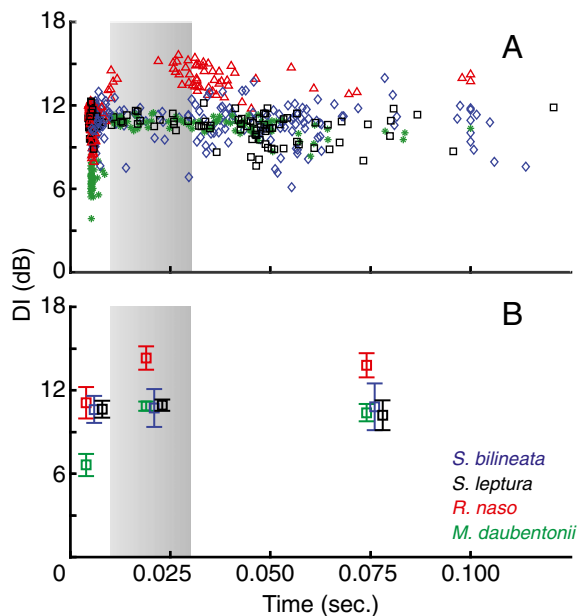 18
A
12
6
0
DI (dB)
18
B
12
6
S. bilineata
S. leptura
R. naso
M. daubentonii
0 0.025 0.050 0.075 0.100
Time (sec.)